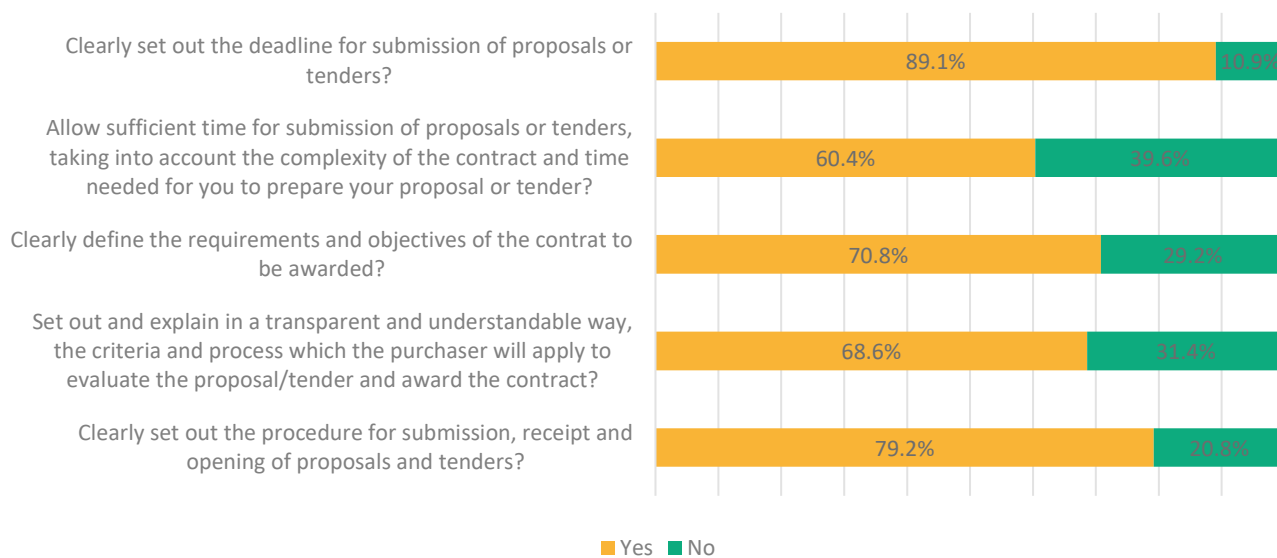 Clearly set out the deadline for submission of proposals or
tenders?
89.1%
10.9%
Allow sufficient time for submission of proposals or tenders,
taking into account the complexity of the contract and time
needed for you to prepare your proposal or tender?
60.4%
39.6%
Clearly define the requirements and objectives of the contrat to
be awarded?
70.8%
29.2%
Set out and explain in a transparent and understandable way,
the criteria and process which the purchaser will apply to
evaluate the proposal/tender and award the contract?
68.6%
31.4%
Clearly set out the procedure for submission, receipt and
opening of proposals and tenders?
79.2%
20.8%
Yes No